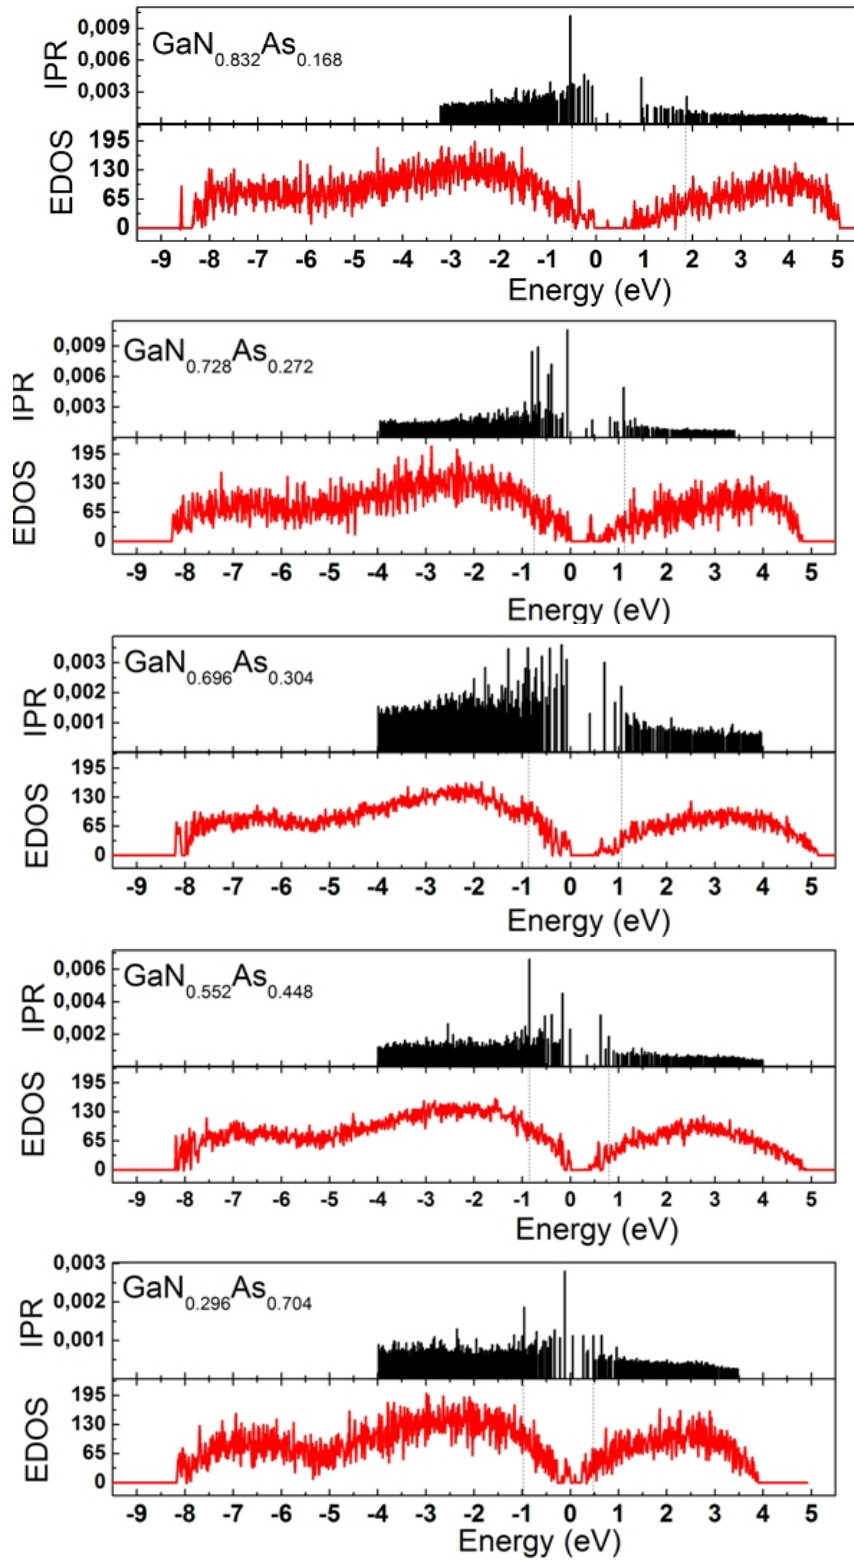 GaN0.832As0.168
IPR
0,009
0,006
0,003
EDOS
195
130
65
0
-9 -8 -7 -6 -5 -4 -3 -2 -1 0 1 2 3 4 5
Energy (eV)
GaN0.728As0.272
IPR
0,009
0,006
0,003
EDOS
195
130
65
0
-9 -8 -7 -6 -5 -4 -3 -2 -1 0 1 2 3 4 5
Energy (eV)
GaN0.696As0.304
IPR
0,003
0,002
0,001
EDOS
195
130
65
0
-9 -8 -7 -6 -5 -4 -3 -2 -1 0 1 2 3 4 5
Energy (eV)
GaN0.552As0.448
IPR
0,006
0,004
0,002
EDOS
195
130
65
0
-9 -8 -7 -6 -5 -4 -3 -2 -1 0 1 2 3 4 5
Energy (eV)
GaN0.296As0.704
IPR
0,003
0,002
0,001
EDOS
195
130
65
0
-9 -8 -7 -6 -5 -4 -3 -2 -1 0 1 2 3 4 5
Energy (eV)